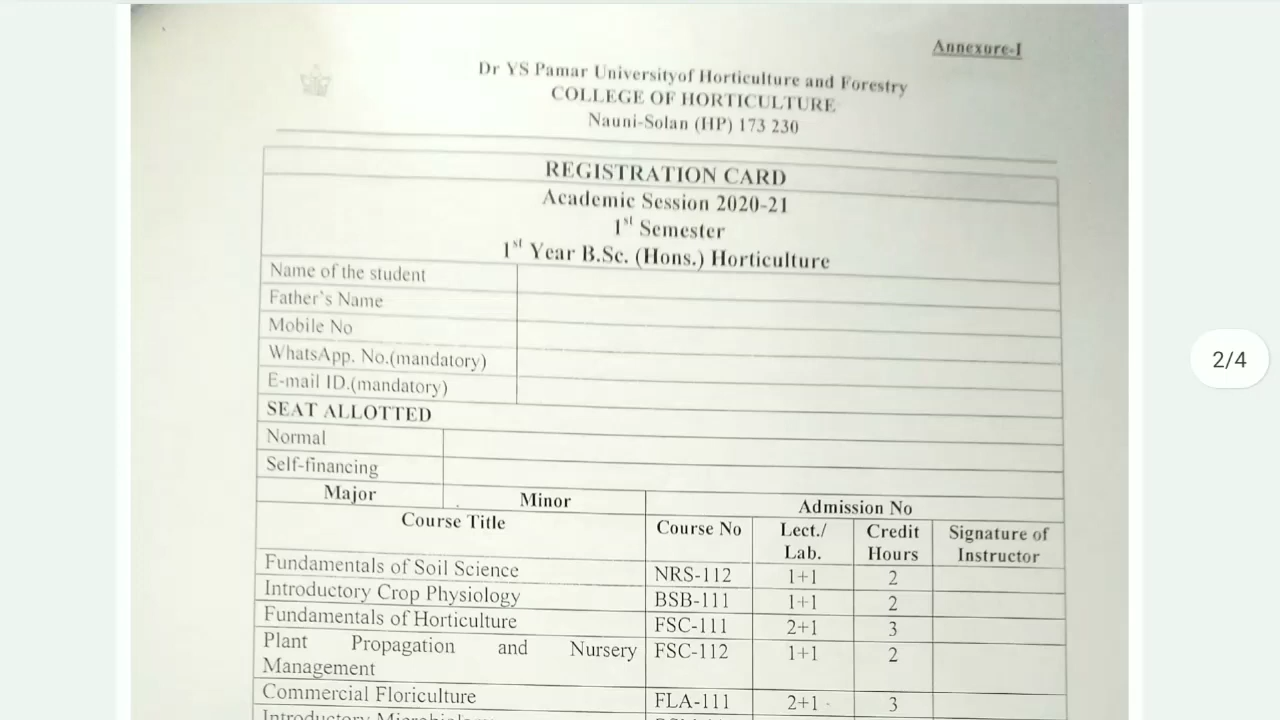 Annexure-I
Dr YS Pamar Universityof Horticulture and Forestry
COLLEGE OF HORTICULTURE
Nauni-Solan (HP) 173 230
REGISTRATION CARD
Academic Session 2020-21
1st Semester
1st Year B.Sc. (Hons.) Horticulture
Name of the student
Father's Name
Mobile No
WhatsApp. No.(mandatory)
E-mail ID.(mandatory)
SEAT ALLOTTED
Normal
Self-financing
Major Minor Admission No
Course Title Course No Lect./ Lab. Credit Hours Signature of Instructor
Fundamentals of Soil Science NRS-112 1+1 2
Introductory Crop Physiology BSB-111 1+1 2
Fundamentals of Horticulture FSC-111 2+1 3
Plant Propagation and Nursery FSC-112 1+1 2
Management
Commercial Floriculture FLA-111 2+1 3
Introductory
2/4